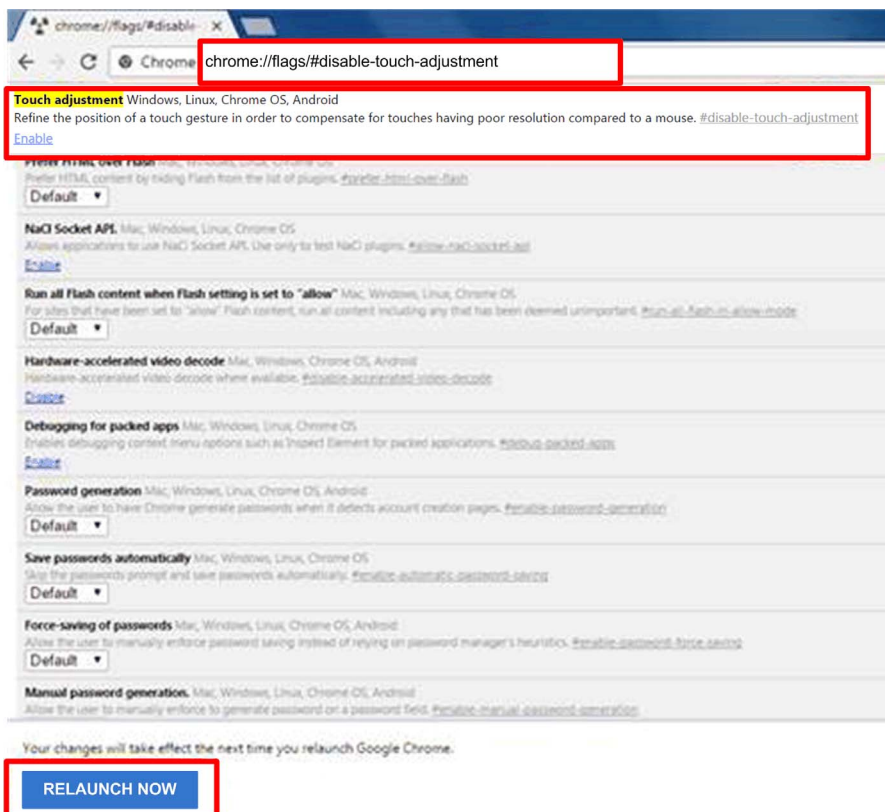 chrome://flags/#disable-
Chrome chrome://flags/#disable-touch-adjustment
Touch adjustment Windows, Linux, Chrome OS, Android
Refine the position of a touch gesture in order to compensate for touches having poor resolution compared to a mouse. #disable-touch-adjustment
Enable
Prefer HTML over Flash Mac, Windows, Linux, Chrome OS
Prefer HTML content by hiding Flash from the list of plugins. #prefer-html-over-flash
Default
NaCl Socket API. Mac, Windows, Linux, Chrome OS
Allows applications to use NaCl Socket API. Use only to test NaCl plugins. #allow-nacl-socket-api
Enable
Run all Flash content when Flash setting is set to "allow" Mac, Windows, Linux, Chrome OS
For sites that have been set to "allow" Flash content, run all content including any that has been deemed unimportant. #run-all-flash-in-allow-mode
Default
Hardware-accelerated video decode Mac, Windows, Chrome OS, Android
Hardware-accelerated video decode where available. #disable-accelerated-video-decode
Disable
Debugging for packed apps Mac, Windows, Linux, Chrome OS
Enables debugging context menu options such as Inspect Element for packed applications. #debug-packed-apps
Enable
Password generation Mac, Windows, Linux, Chrome OS, Android
Allow the user to have Chrome generate passwords when it detects account creation pages. #enable-password-generation
Default
Save passwords automatically Mac, Windows, Linux, Chrome OS
Skip the passwords prompt and save passwords automatically. #enable-automatic-password-saving
Default
Force-saving of passwords Mac, Windows, Linux, Chrome OS, Android
Allow the user to manually enforce password saving instead of relying on password manager's heuristics. #enable-password-force-saving
Default
Manual password generation. Mac, Windows, Linux, Chrome OS, Android
Allow the user to manually enforce to generate password on a password field. #enable-manual-password-generation
Your changes will take effect the next time you relaunch Google Chrome.
RELAUNCH NOW